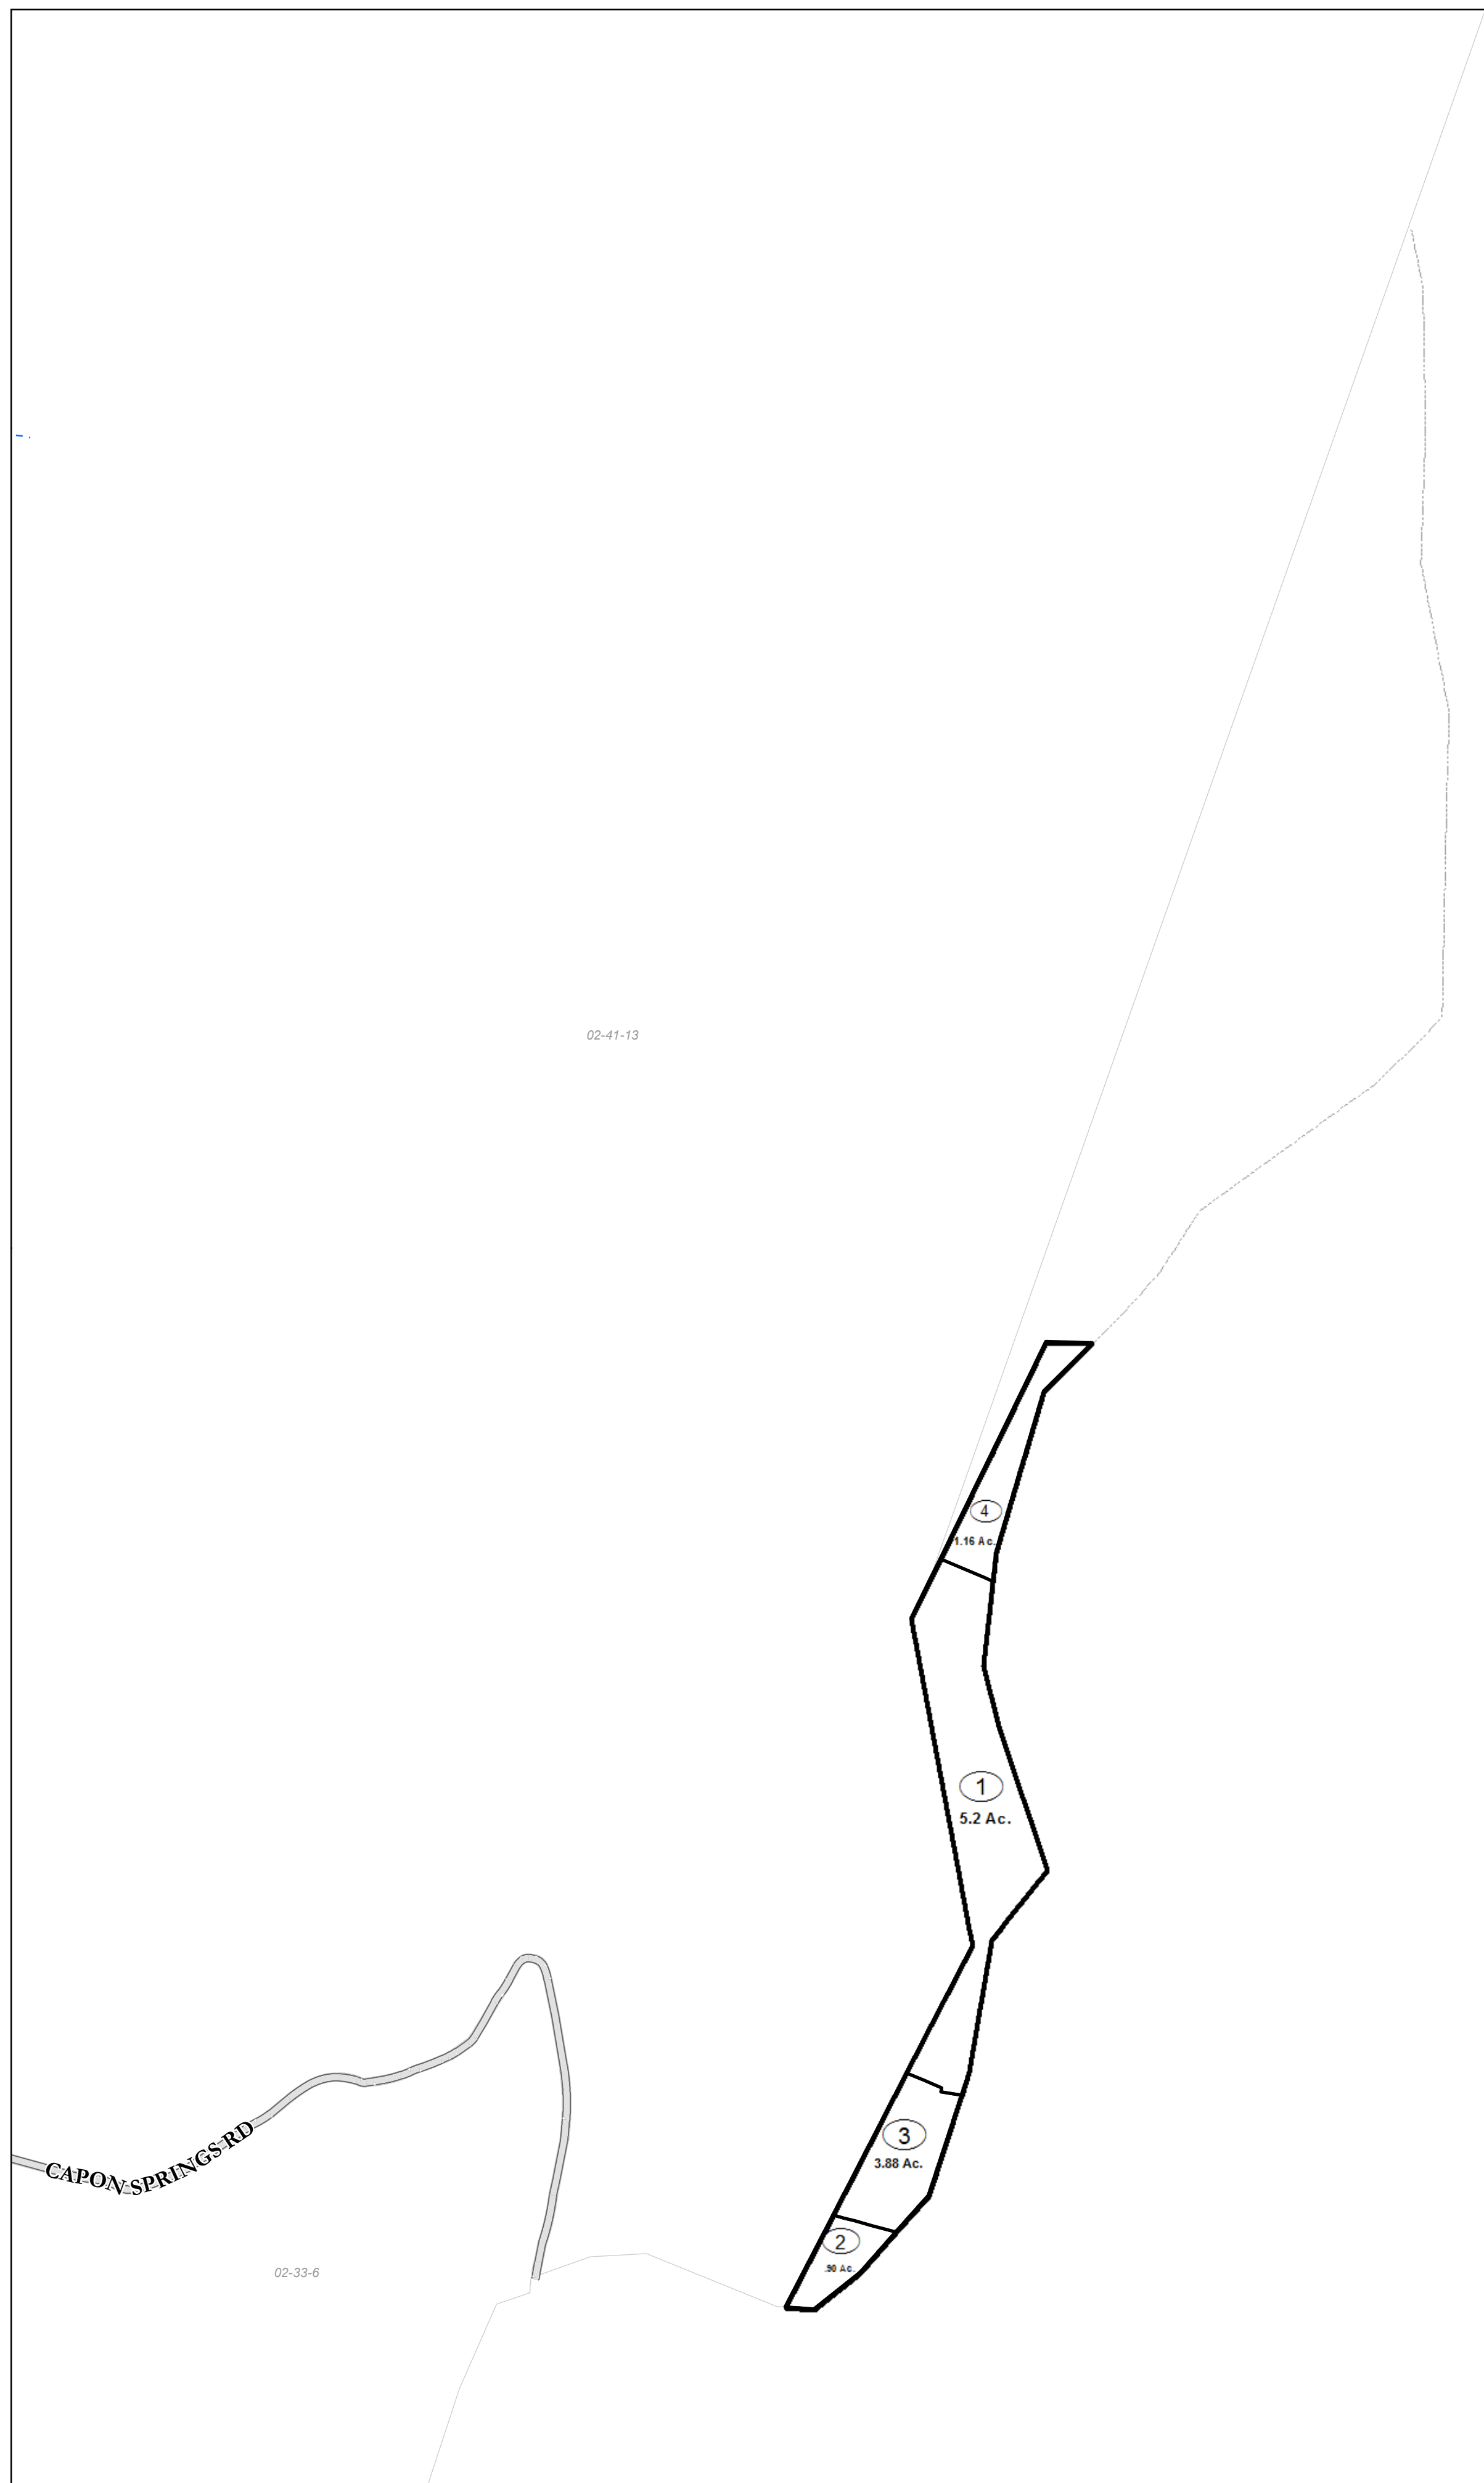 02-41-13
4
1.16 Ac.
1
5.2 Ac.
CAPON SPRINGS RD
3
3.88 Ac.
2
.90 Ac.
02-33-6